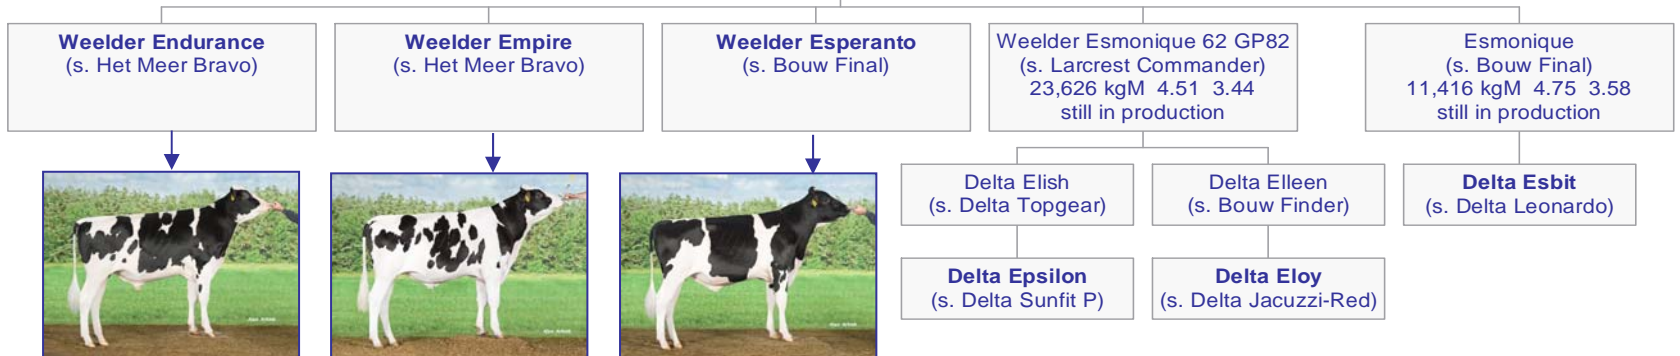 Weelder Endurance
(s. Het Meer Bravo)
Weelder Empire
(s. Het Meer Bravo)
Weelder Esperanto
(s. Bouw Final)
Weelder Esmonique 62 GP82
(s. Larcrest Commander)
23,626 kgM 4.51 3.44
still in production
Esmonique
(s. Bouw Final)
11,416 kgM 4.75 3.58
still in production
Delta Elish
(s. Delta Topgear)
Delta Elleen
(s. Bouw Finder)
Delta Esbit
(s. Delta Leonardo)
Delta Epsilon
(s. Delta Sunfit P)
Delta Eloy
(s. Delta Jacuzzi-Red)